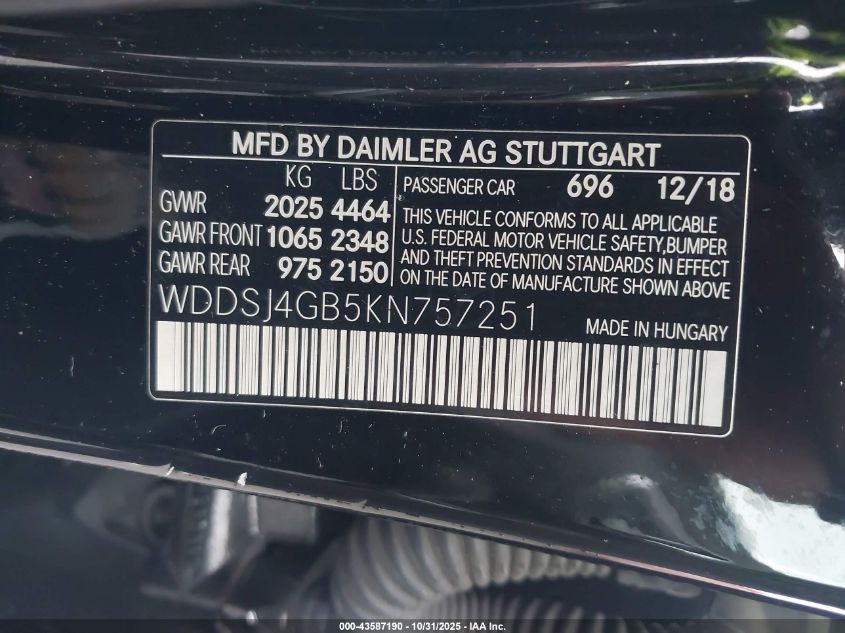 MFD BY DAIMLER AG STUTTGART
KG LBS
GVWR 2025 4464
GAWR FRONT 1065 2348
GAWR REAR 975 2150
PASSENGER CAR 696 12/18
THIS VEHICLE CONFORMS TO ALL APPLICABLE
U.S. FEDERAL MOTOR VEHICLE SAFETY,BUMPER
AND THEFT PREVENTION STANDARDS IN EFFECT
ON THE DATE OF MANUFACTURE SHOWN ABOVE
WDDSJ4GB5KN757251
MADE IN HUNGARY
000-43587190 - 10/31/2025 - IAA Inc.